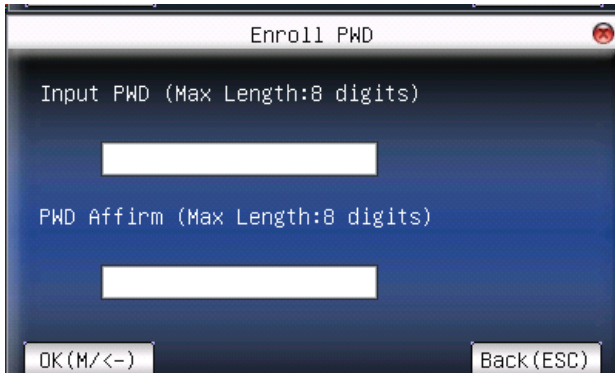 Enroll PWD
Input PWD (Max Length:8 digits)
PWD Affirm (Max Length:8 digits)
OK(M/<-) Back(ESC)